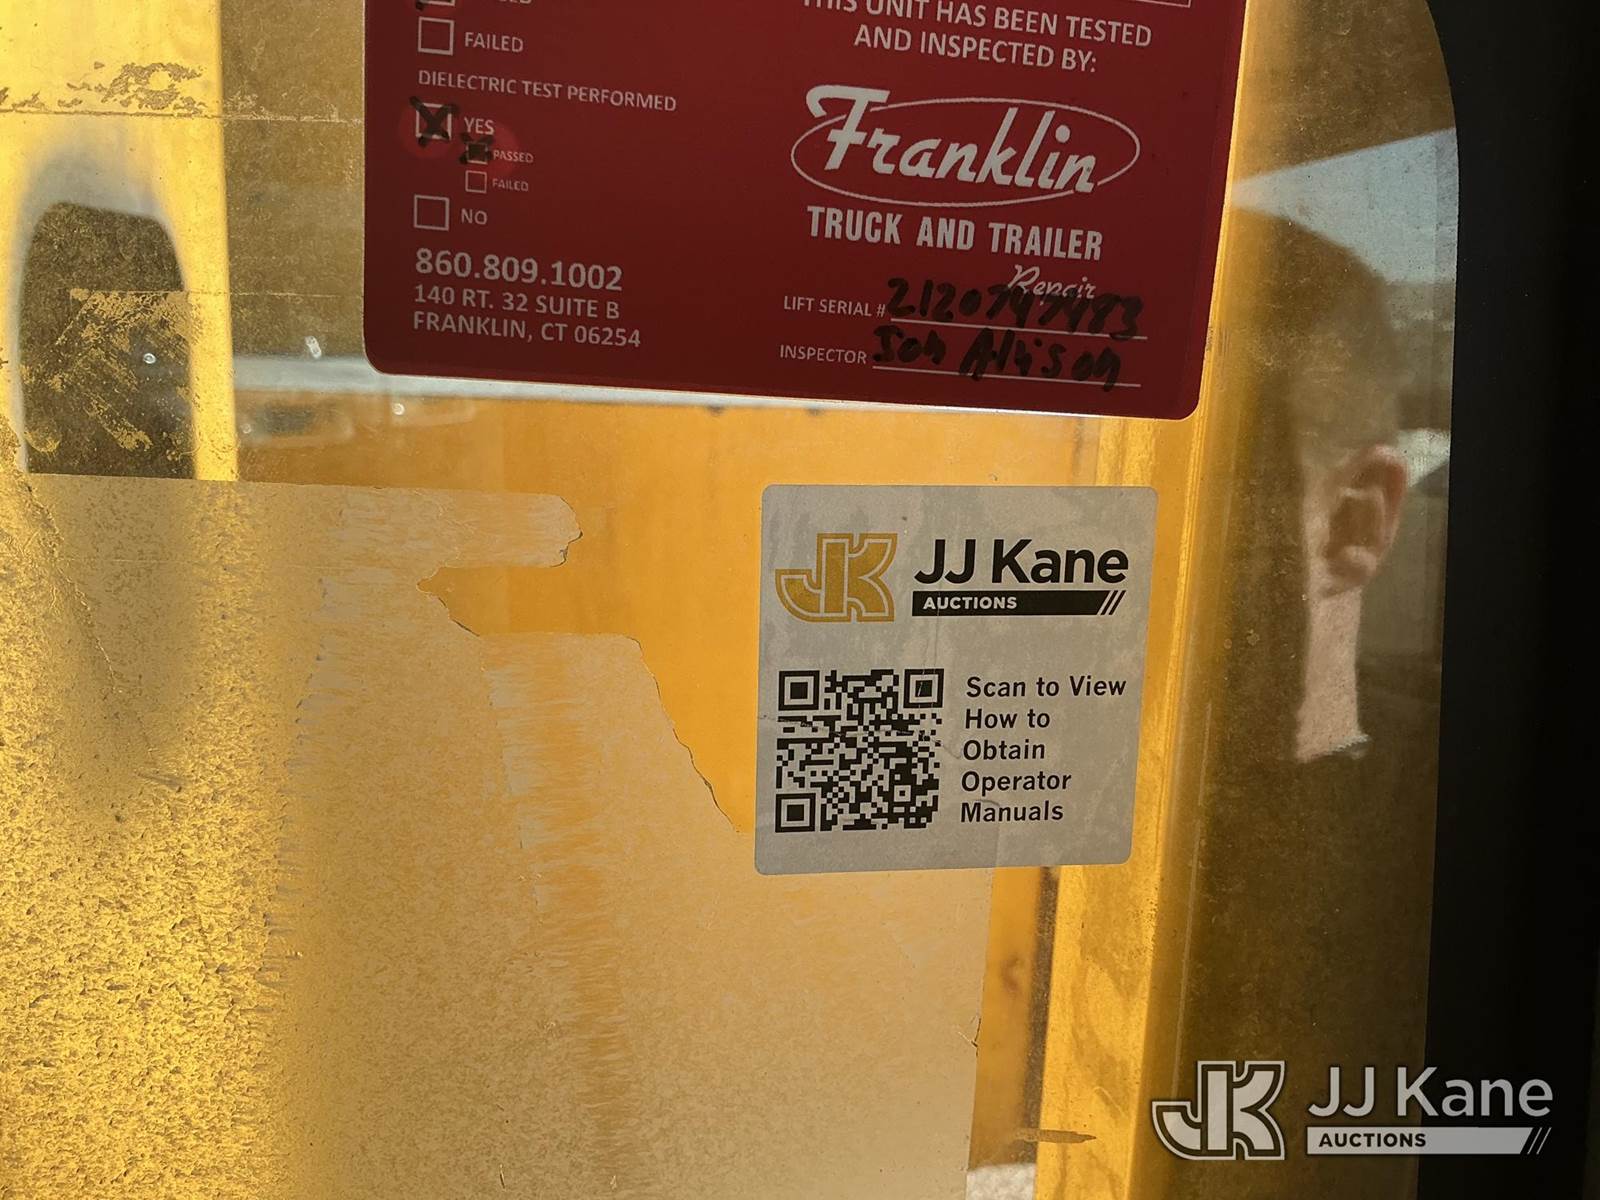 FAILED
DIELECTRIC TEST PERFORMED
YES
PASSED
FAILED
NO
860.809.1002
140 RT. 32 SUITE B
FRANKLIN, CT 06254
THIS UNIT HAS BEEN TESTED
AND INSPECTED BY:
Franklin
TRUCK AND TRAILER
Repair
LIFT SERIAL #
INSPECTOR Jon Alvison
JK JJ Kane
AUCTIONS
Scan to View
How to
Obtain
Operator
Manuals
JK JJ Kane
AUCTIONS